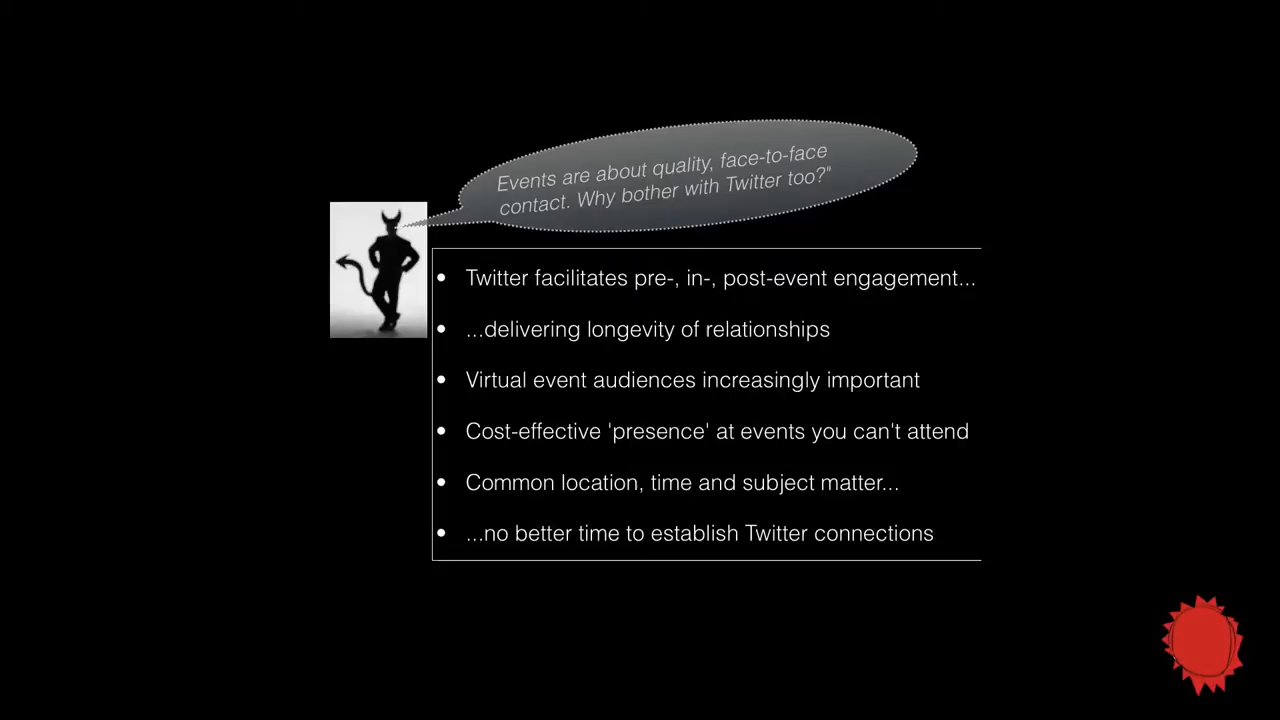 Events are about quality, face-to-face
contact. Why bother with Twitter too?"
• Twitter facilitates pre-, in-, post-event engagement...
• ...delivering longevity of relationships
• Virtual event audiences increasingly important
• Cost-effective 'presence' at events you can't attend
• Common location, time and subject matter...
• ...no better time to establish Twitter connections